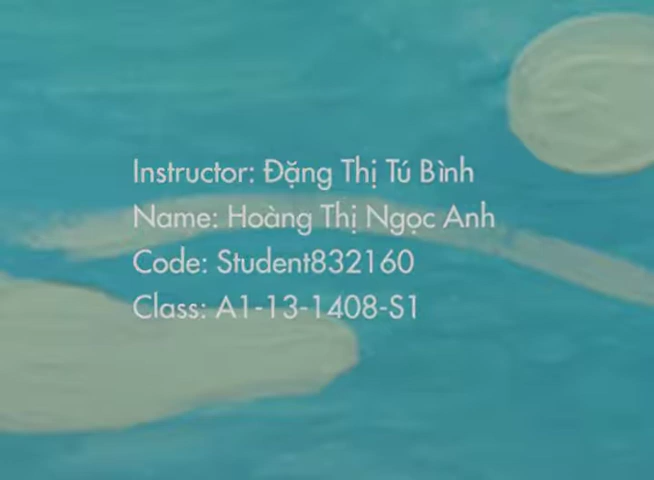 Instructor: Đặng Thị Tú Bình
Name: Hoàng Thị Ngọc Anh
Code: Student832160
Class: A1-13-1408-S1